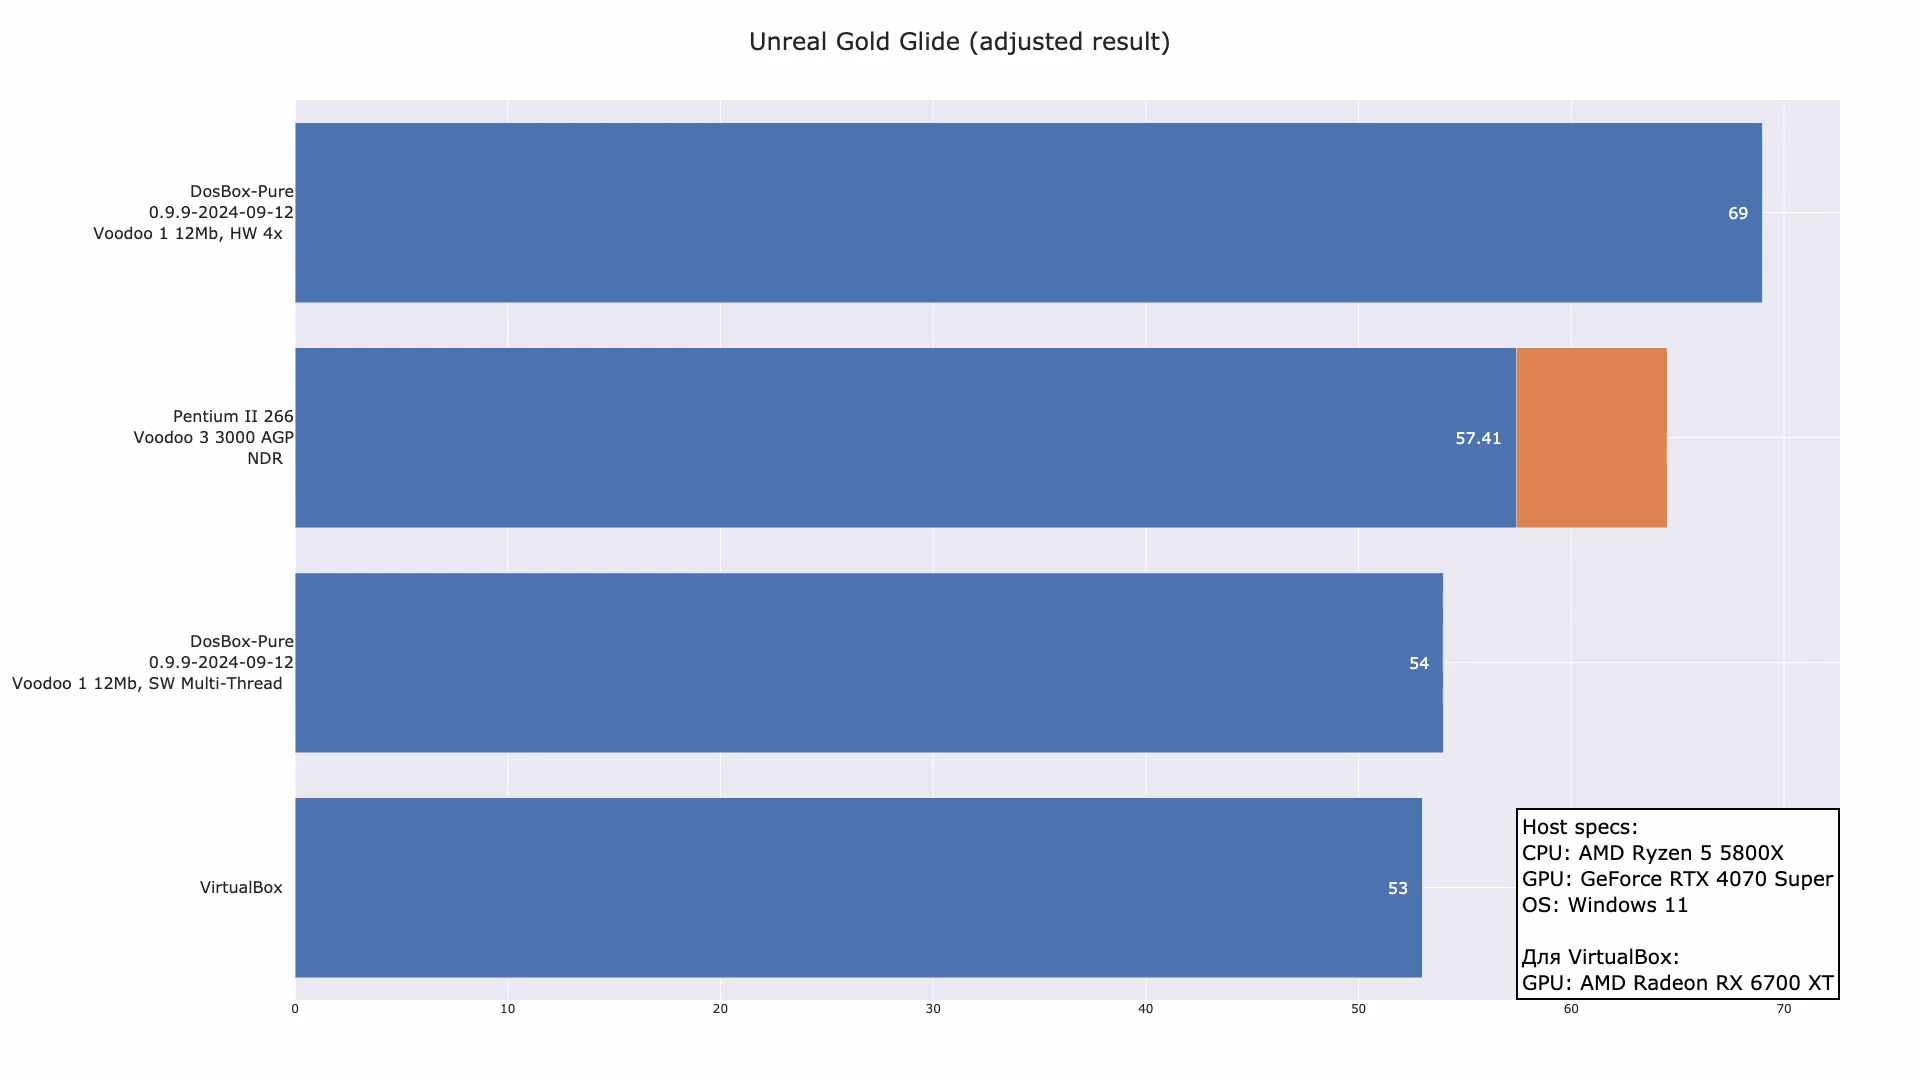 Unreal Gold Glide (adjusted result)
DosBox-Pure
0.9.9-2024-09-12
Voodoo 1 12Mb, HW 4x
69
Pentium II 266
Voodoo 3 3000 AGP
NDR
57.41
DosBox-Pure
0.9.9-2024-09-12
Voodoo 1 12Mb, SW Multi-Thread
54
VirtualBox
53
Host specs:
CPU: AMD Ryzen 5 5800X
GPU: GeForce RTX 4070 Super
OS: Windows 11
Для VirtualBox:
GPU: AMD Radeon RX 6700 XT
0 10 20 30 40 50 60 70